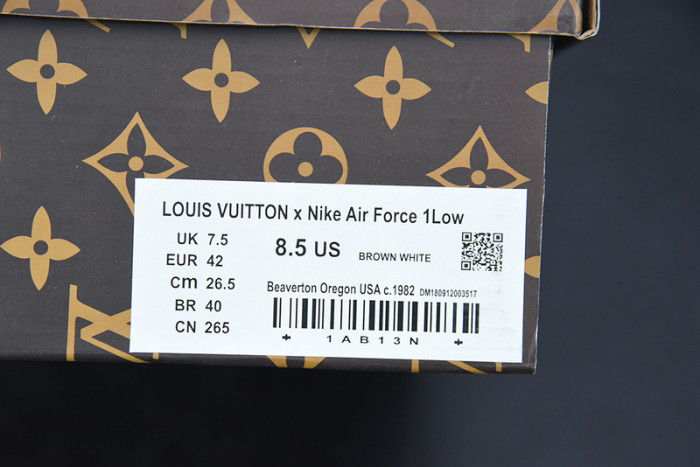 LOUIS VUITTON x Nike Air Force 1Low
UK 7.5
EUR 42
Cm 26.5
BR 40
CN 265
8.5 US
BROWN WHITE
Beaverton Oregon USA c.1982 DM180912003517
1AB13N